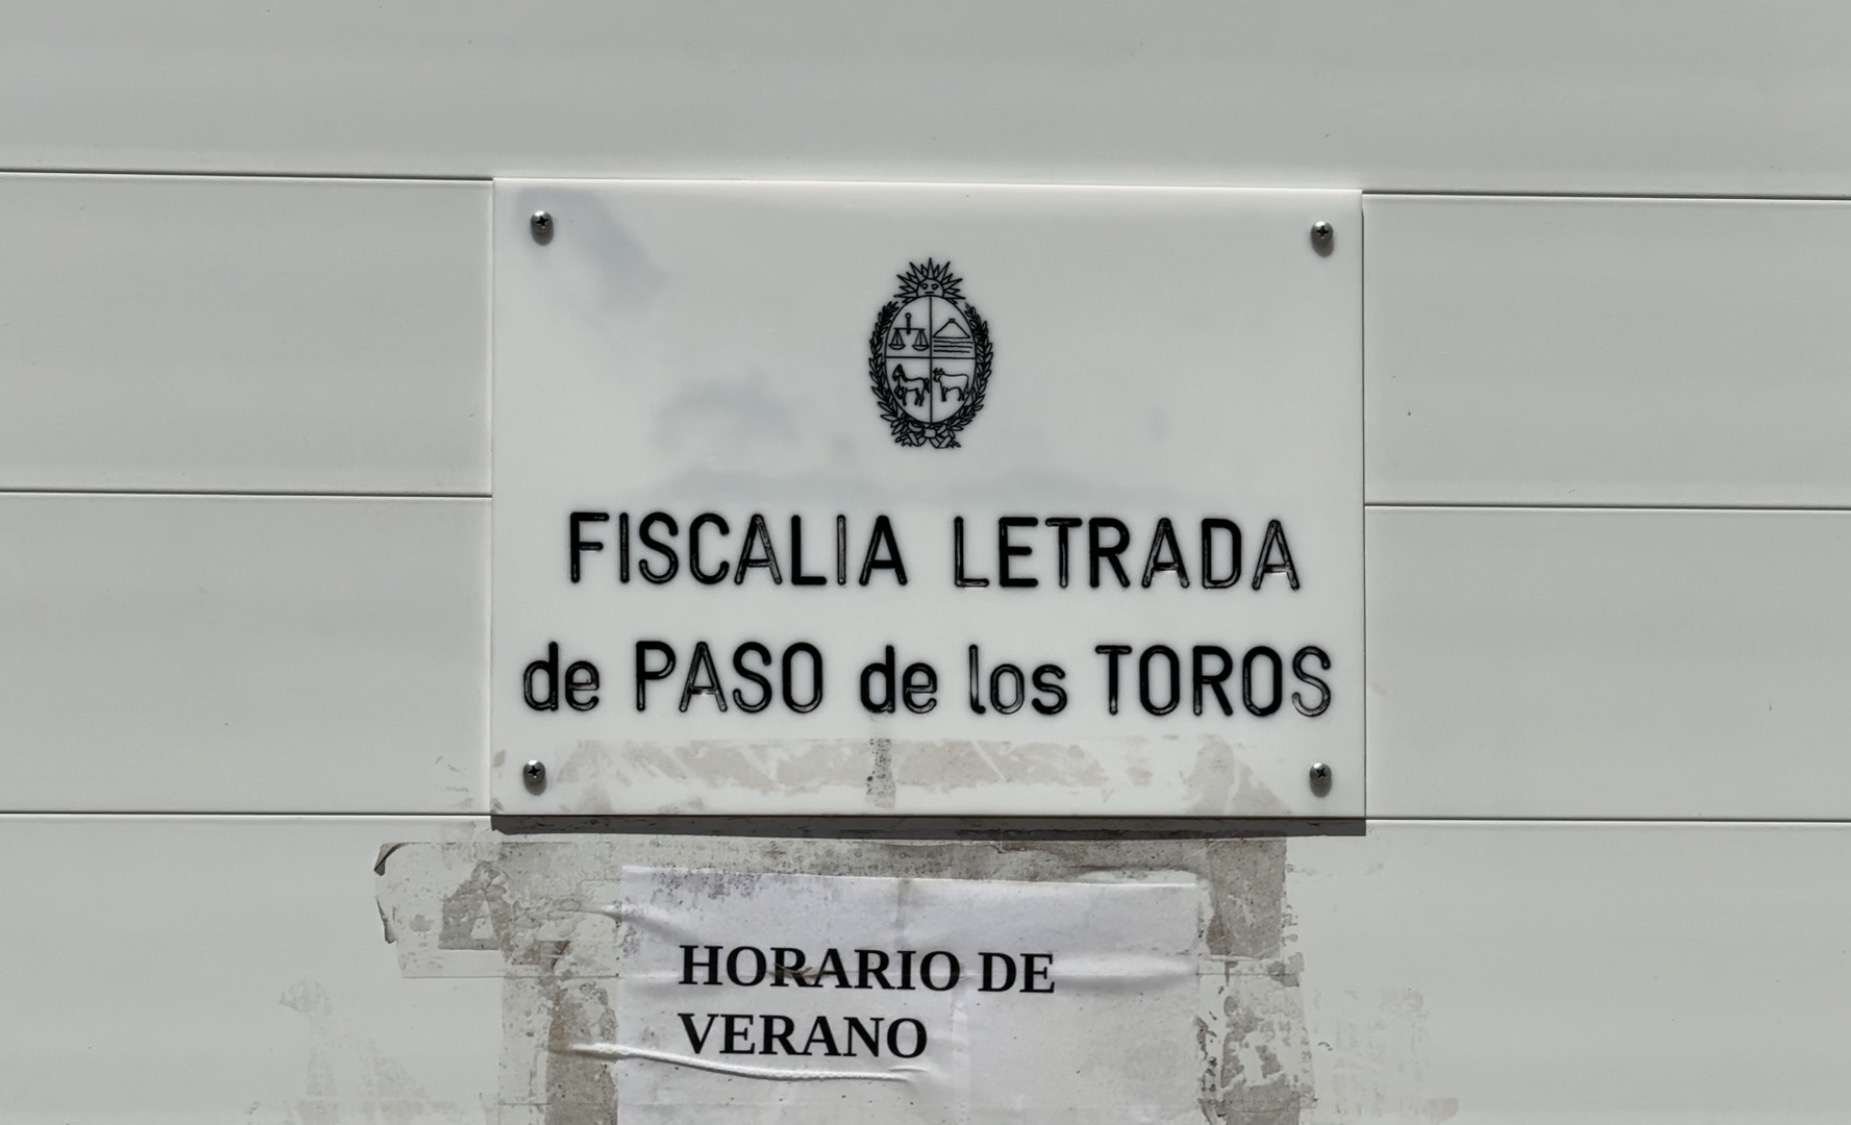 FISCALIA LETRADA
de PASO de los TOROS
HORARIO DE
VERANO